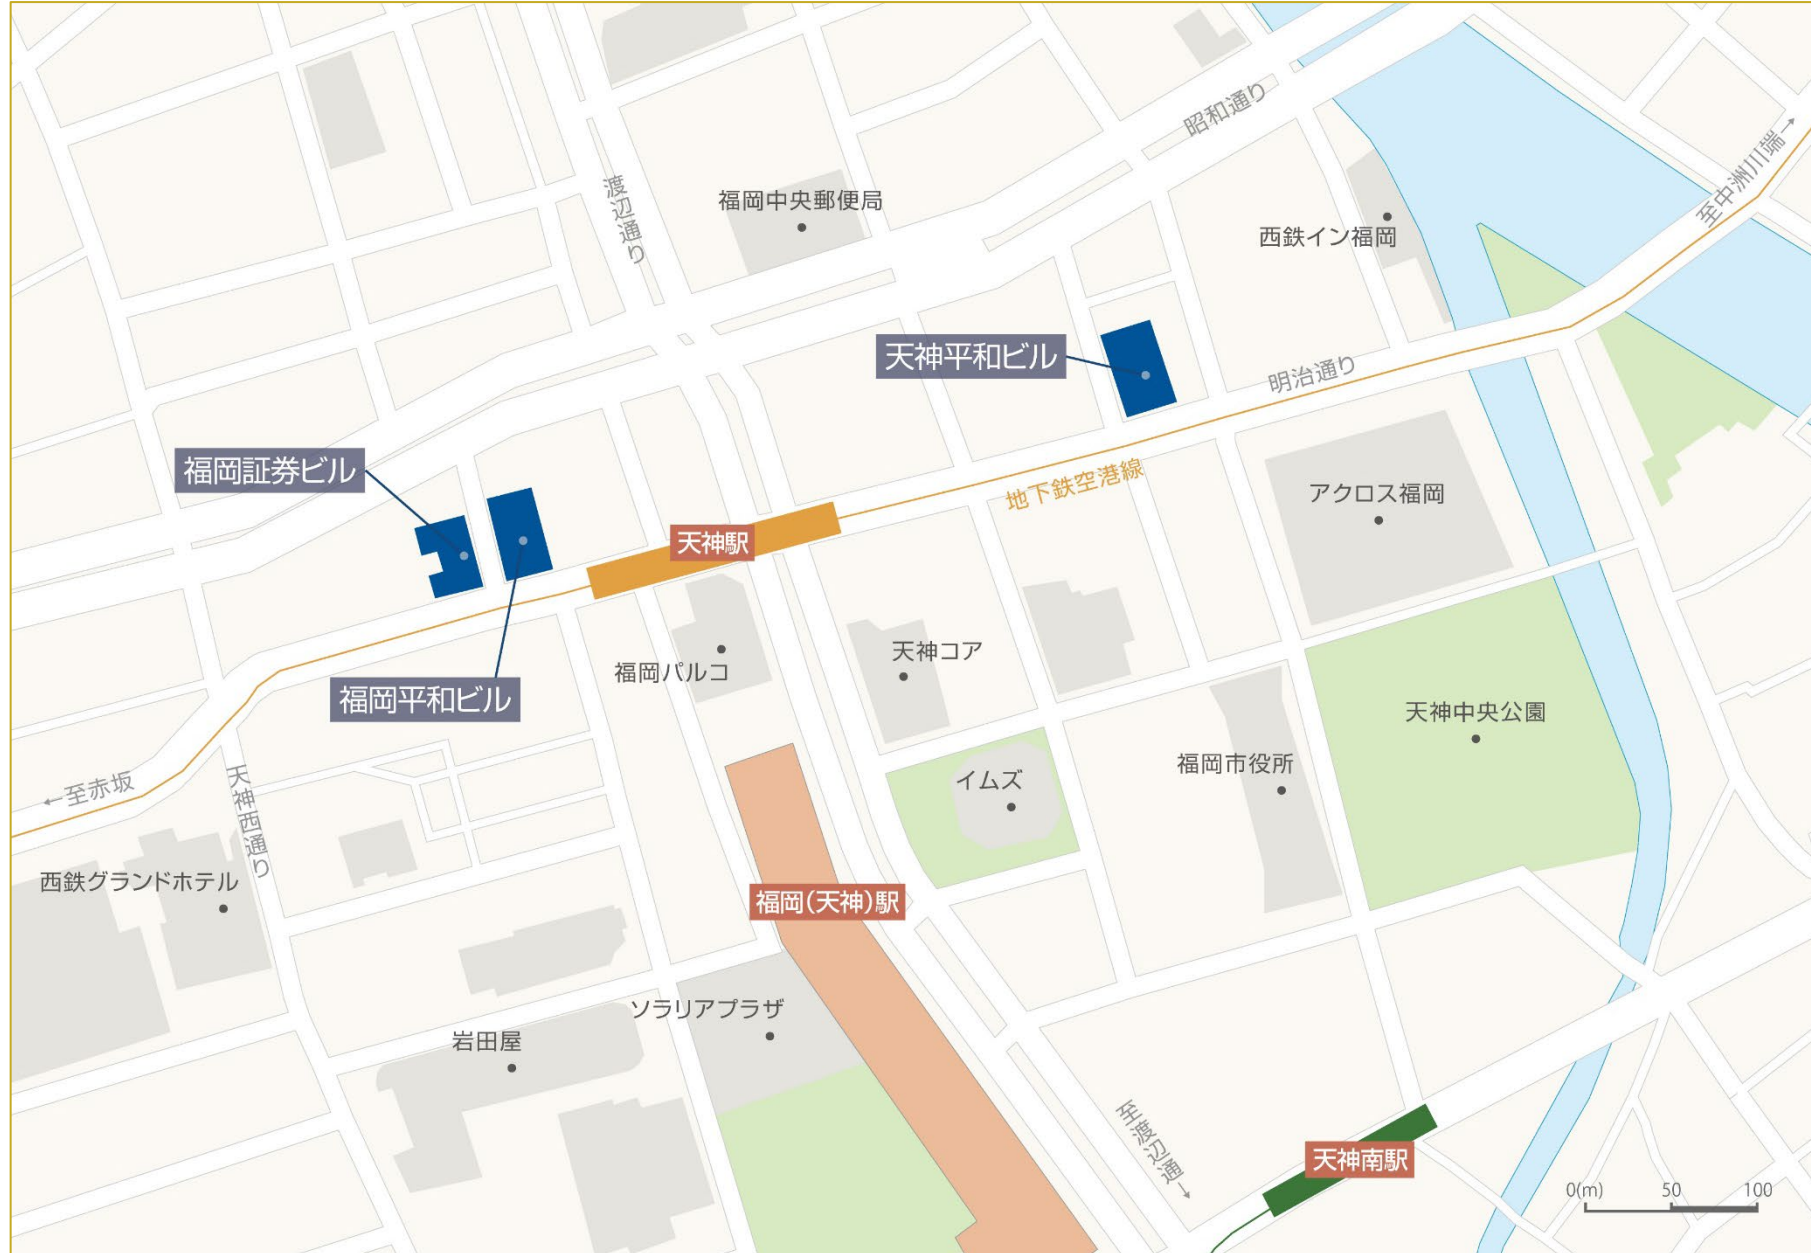 昭和通り
渡辺通り
福岡中央郵便局
西鉄イン福岡
至中洲川端→
天神平和ビル
明治通り
福岡証券ビル
地下鉄空港線
アクロス福岡
天神駅
福岡パルコ
天神コア
福岡平和ビル
天神中央公園
←至赤坂
天神西通り
イムズ
福岡市役所
西鉄グランドホテル
福岡(天神)駅
ソラリアプラザ
岩田屋
至渡辺通→
天神南駅
0(m) 50 100